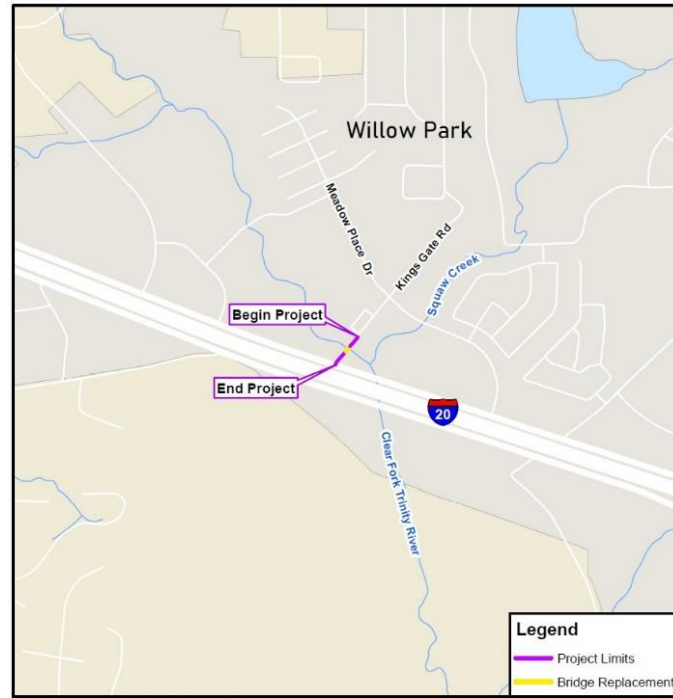 Willow Park
Meadow Place Dr
Kings Gate Rd
Squaw Creek
Begin Project
End Project
20
Clear Fork Trinity River
Legend
Project Limits
Bridge Replacement